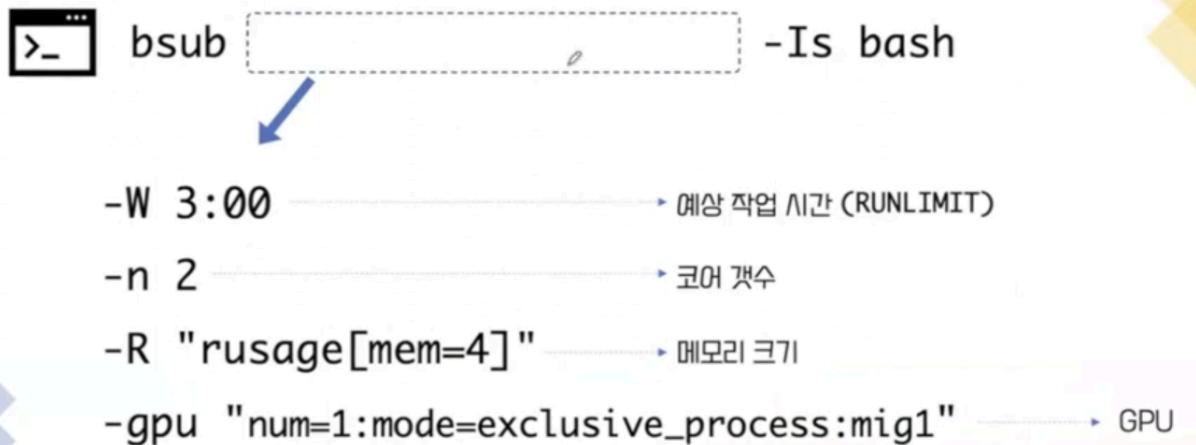 >_ bsub -Is bash
-W 3:00 예상 작업 시간 (RUNLIMIT)
-n 2 코어 갯수
-R "rusage[mem=4]" 메모리 크기
-gpu "num=1:mode=exclusive_process:mig1" GPU